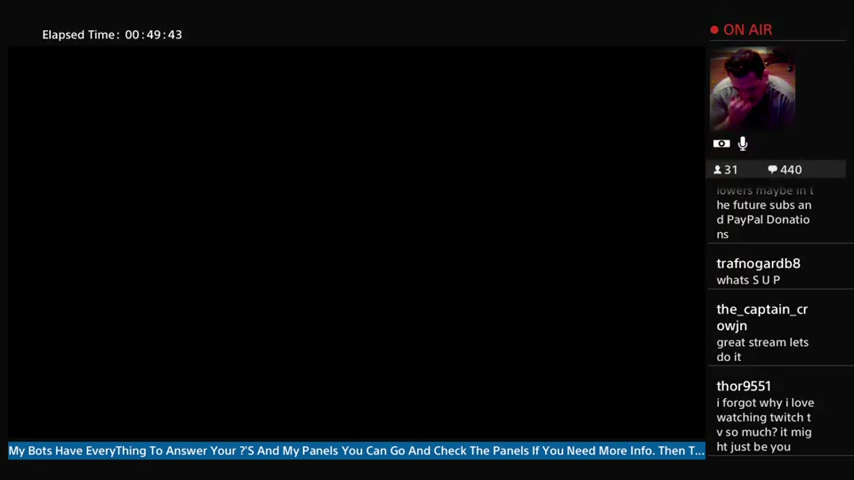 Elapsed Time: 00:49:43
ON AIR
31 440
lowers maybe in t
he future subs an
d PayPal Donatio
ns
trafnogardb8
whats S U P
the_captain_cr
owjn
great stream lets
do it
thor9551
i forgot why i love
watching twitch t
v so much? it mig
ht just be you
My Bots Have EveryThing To Answer Your ?'S And My Panels You Can Go And Check The Panels If You Need More Info. Then T...